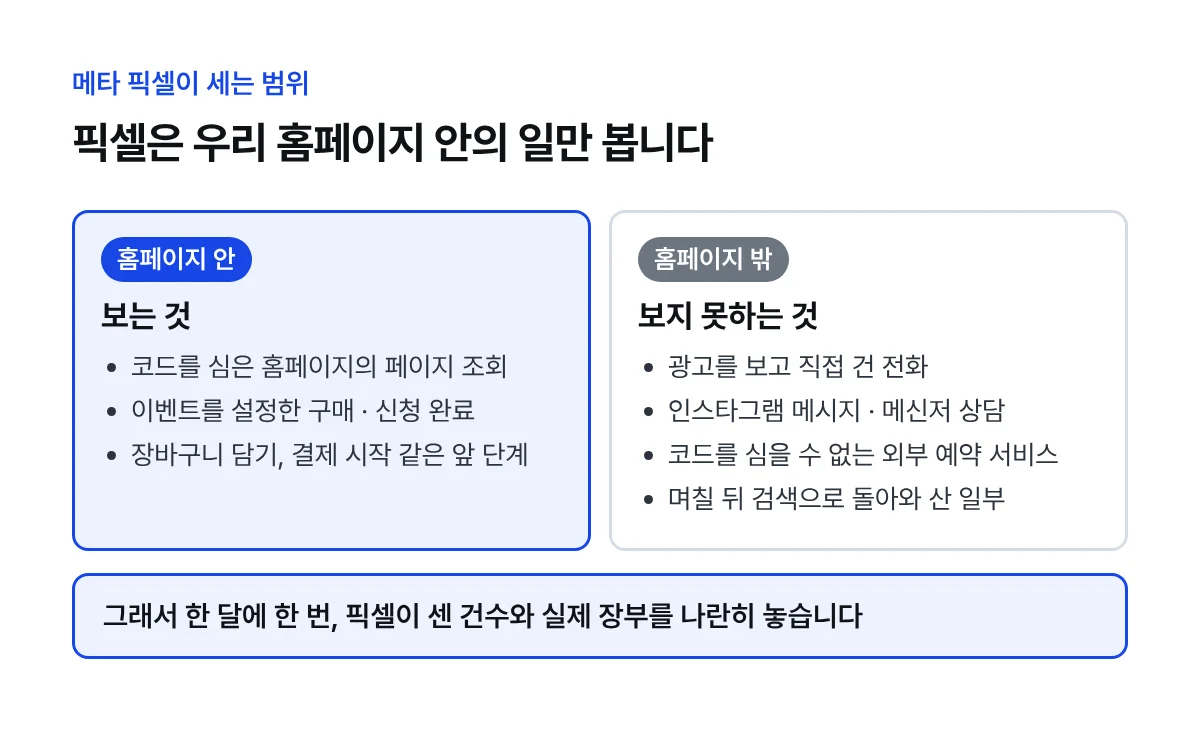 메타 픽셀이 세는 범위
픽셀은 우리 홈페이지 안의 일만 봅니다
홈페이지 안
보는 것
• 코드를 심은 홈페이지의 페이지 조회
• 이벤트를 설정한 구매 · 신청 완료
• 장바구니 담기, 결제 시작 같은 앞 단계
홈페이지 밖
보지 못하는 것
• 광고를 보고 직접 건 전화
• 인스타그램 메시지 · 메신저 상담
• 코드를 심을 수 없는 외부 예약 서비스
• 며칠 뒤 검색으로 돌아와 산 일부
그래서 한 달에 한 번, 픽셀이 센 건수와 실제 장부를 나란히 놓습니다